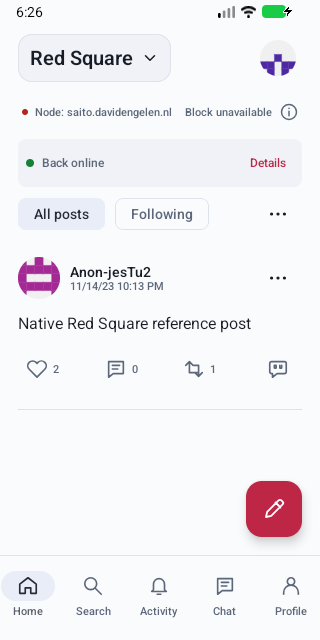 6:26
Red Square
Node: saito.davidengelen.nl Block unavailable
Back online Details
All posts Following
Anon-jesTu2
11/14/23 10:13 PM
Native Red Square reference post
2 0 1
Home Search Activity Chat Profile